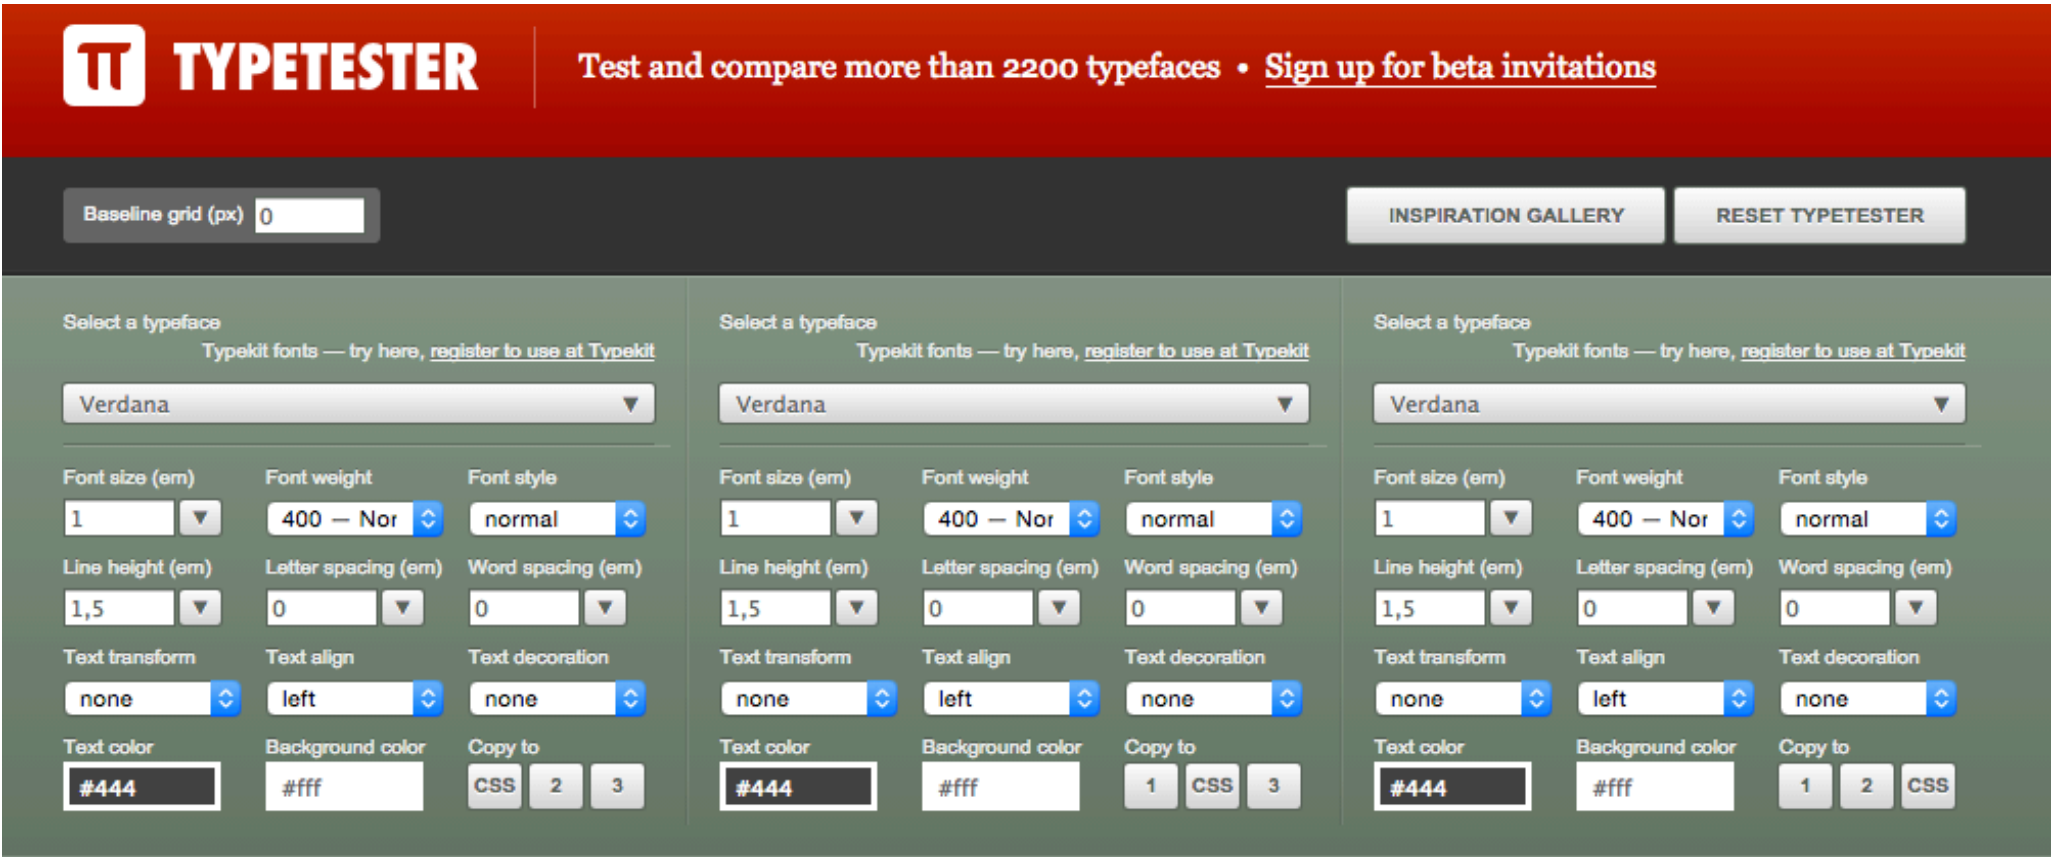 TYPETESTER
Test and compare more than 2200 typefaces • Sign up for beta invitations
Baseline grid (px) 0
INSPIRATION GALLERY
RESET TYPETESTER
Select a typeface
Typekit fonts — try here, register to use at Typekit
Verdana ▼
Font size (em) Font weight Font style
1 ▼ 400 — Nor normal
Line height (em) Letter spacing (em) Word spacing (em)
1,5 ▼ 0 ▼ 0 ▼
Text transform Text align Text decoration
none left none
Text color Background color Copy to
#444 #fff CSS 2 3
Select a typeface
Typekit fonts — try here, register to use at Typekit
Verdana ▼
Font size (em) Font weight Font style
1 ▼ 400 — Nor normal
Line height (em) Letter spacing (em) Word spacing (em)
1,5 ▼ 0 ▼ 0 ▼
Text transform Text align Text decoration
none left none
Text color Background color Copy to
#444 #fff 1 CSS 3
Select a typeface
Typekit fonts — try here, register to use at Typekit
Verdana ▼
Font size (em) Font weight Font style
1 ▼ 400 — Nor normal
Line height (em) Letter spacing (em) Word spacing (em)
1,5 ▼ 0 ▼ 0 ▼
Text transform Text align Text decoration
none left none
Text color Background color Copy to
#444 #fff 1 2 CSS